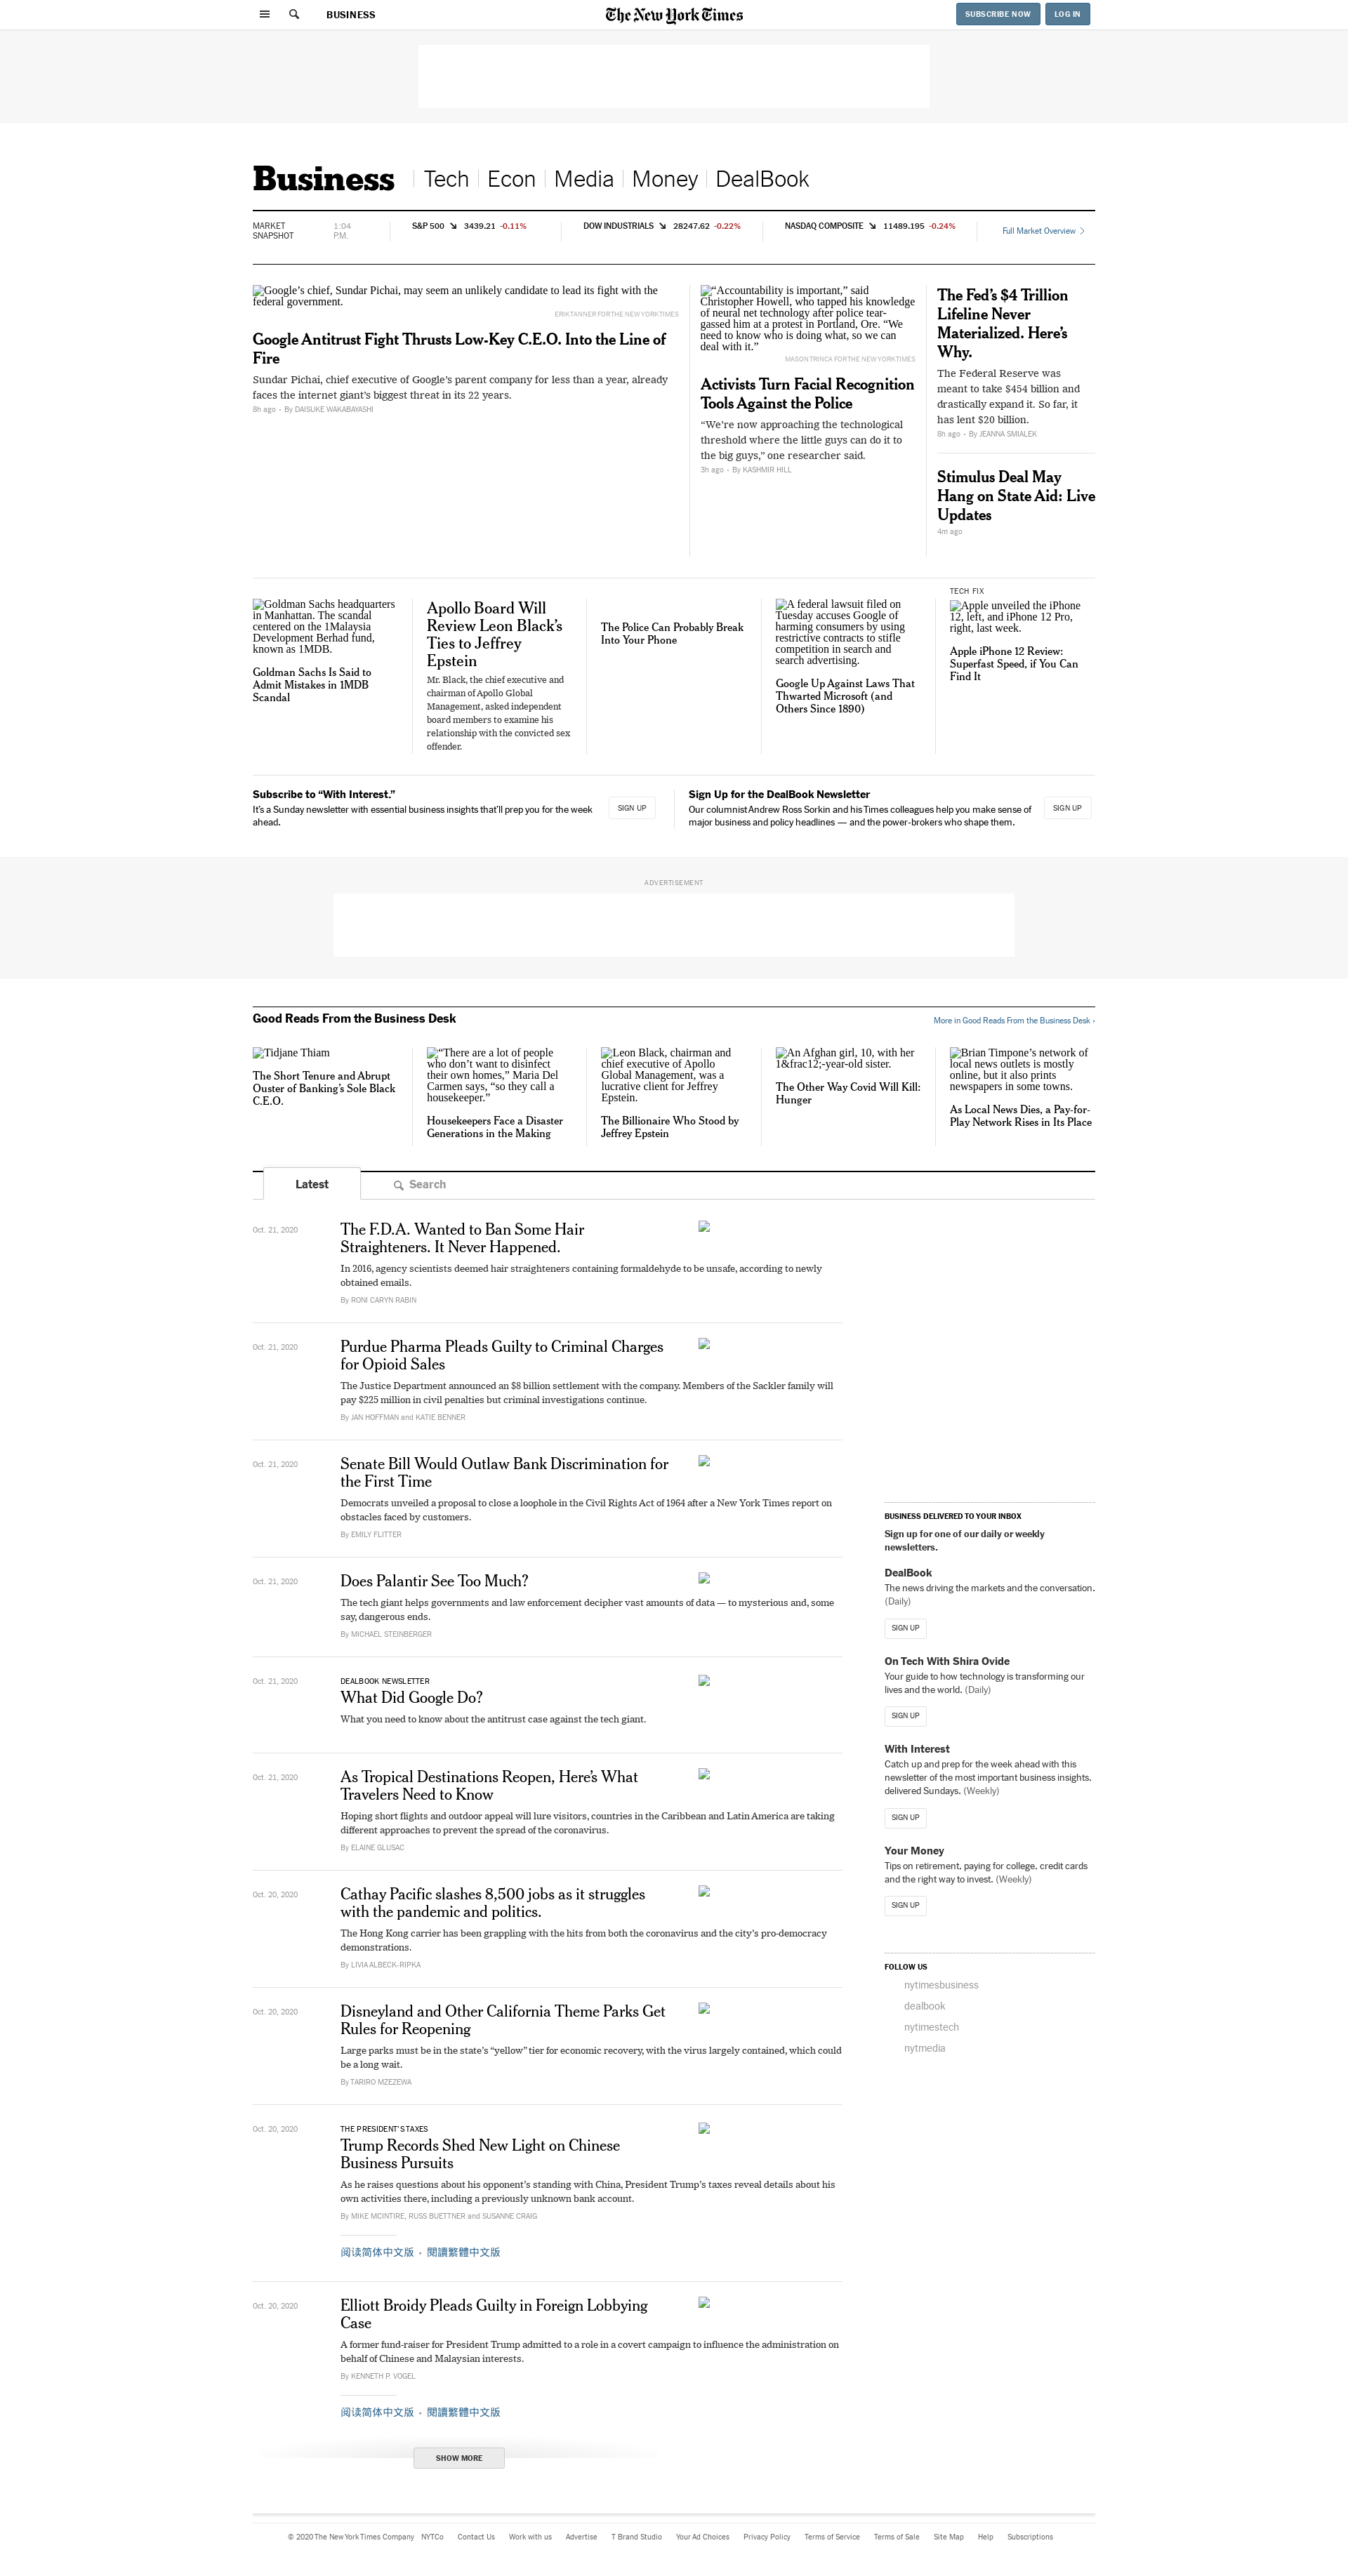 BUSINESS
The New York Times
SUBSCRIBE NOW
LOG IN
Business
Tech
Econ
Media
Money
DealBook
MARKET
SNAPSHOT
1:04
P.M.
S&P 500 3439.21 -0.11%
DOW INDUSTRIALS 28247.62 -0.22%
NASDAQ COMPOSITE 11489.195 -0.24%
Full Market Overview
Google’s chief, Sundar Pichai, may seem an unlikely candidate to lead its fight with the
federal government.
ERIK TANNER FOR THE NEW YORK TIMES
Google Antitrust Fight Thrusts Low-Key C.E.O. Into the Line of
Fire
Sundar Pichai, chief executive of Google’s parent company for less than a year, already
faces the internet giant’s biggest threat in its 22 years.
8h ago • By DAISUKE WAKABAYASHI
“Accountability is important,” said
Christopher Howell, who tapped his knowledge
of neural net technology after police tear-
gassed him at a protest in Portland, Ore. “We
need to know who is doing what, so we can
deal with it.”
MASON TRINCA FOR THE NEW YORK TIMES
Activists Turn Facial Recognition
Tools Against the Police
“We’re now approaching the technological
threshold where the little guys can do it to
the big guys,” one researcher said.
3h ago • By KASHMIR HILL
The Fed’s $4 Trillion
Lifeline Never
Materialized. Here’s
Why.
The Federal Reserve was
meant to take $454 billion and
drastically expand it. So far, it
has lent $20 billion.
8h ago • By JEANNA SMIALEK
Stimulus Deal May
Hang on State Aid: Live
Updates
4m ago
Goldman Sachs headquarters
in Manhattan. The scandal
centered on the 1Malaysia
Development Berhad fund,
known as 1MDB.
Goldman Sachs Is Said to
Admit Mistakes in 1MDB
Scandal
Apollo Board Will
Review Leon Black’s
Ties to Jeffrey
Epstein
Mr. Black, the chief executive and
chairman of Apollo Global
Management, asked independent
board members to examine his
relationship with the convicted sex
offender.
The Police Can Probably Break
Into Your Phone
A federal lawsuit filed on
Tuesday accuses Google of
harming consumers by using
restrictive contracts to stifle
competition in search and
search advertising.
Google Up Against Laws That
Thwarted Microsoft (and
Others Since 1890)
TECH FIX
Apple unveiled the iPhone
12, left, and iPhone 12 Pro,
right, last week.
Apple iPhone 12 Review:
Superfast Speed, if You Can
Find It
Subscribe to “With Interest.”
It’s a Sunday newsletter with essential business insights that’ll prep you for the week
ahead.
SIGN UP
Sign Up for the DealBook Newsletter
Our columnist Andrew Ross Sorkin and his Times colleagues help you make sense of
major business and policy headlines — and the power-brokers who shape them.
SIGN UP
ADVERTISEMENT
Good Reads From the Business Desk
More in Good Reads From the Business Desk ›
Tidjane Thiam
The Short Tenure and Abrupt
Ouster of Banking’s Sole Black
C.E.O.
“There are a lot of people
who don’t want to disinfect
their own homes,” Maria Del
Carmen says, “so they call a
housekeeper.”
Housekeepers Face a Disaster
Generations in the Making
Leon Black, chairman and
chief executive of Apollo
Global Management, was a
lucrative client for Jeffrey
Epstein.
The Billionaire Who Stood by
Jeffrey Epstein
An Afghan girl, 10, with her
1&frac12;-year-old sister.
The Other Way Covid Will Kill:
Hunger
Brian Timpone’s network of
local news outlets is mostly
online, but it also prints
newspapers in some towns.
As Local News Dies, a Pay-for-
Play Network Rises in Its Place
Latest
Search
Oct. 21, 2020
The F.D.A. Wanted to Ban Some Hair
Straighteners. It Never Happened.
In 2016, agency scientists deemed hair straighteners containing formaldehyde to be unsafe, according to newly
obtained emails.
By RONI CARYN RABIN
Oct. 21, 2020
Purdue Pharma Pleads Guilty to Criminal Charges
for Opioid Sales
The Justice Department announced an $8 billion settlement with the company. Members of the Sackler family will
pay $225 million in civil penalties but criminal investigations continue.
By JAN HOFFMAN and KATIE BENNER
Oct. 21, 2020
Senate Bill Would Outlaw Bank Discrimination for
the First Time
Democrats unveiled a proposal to close a loophole in the Civil Rights Act of 1964 after a New York Times report on
obstacles faced by customers.
By EMILY FLITTER
Oct. 21, 2020
Does Palantir See Too Much?
The tech giant helps governments and law enforcement decipher vast amounts of data — to mysterious and, some
say, dangerous ends.
By MICHAEL STEINBERGER
Oct. 21, 2020
DEALBOOK NEWSLETTER
What Did Google Do?
What you need to know about the antitrust case against the tech giant.
Oct. 21, 2020
As Tropical Destinations Reopen, Here’s What
Travelers Need to Know
Hoping short flights and outdoor appeal will lure visitors, countries in the Caribbean and Latin America are taking
different approaches to prevent the spread of the coronavirus.
By ELAINE GLUSAC
Oct. 20, 2020
Cathay Pacific slashes 8,500 jobs as it struggles
with the pandemic and politics.
The Hong Kong carrier has been grappling with the hits from both the coronavirus and the city’s pro-democracy
demonstrations.
By LIVIA ALBECK-RIPKA
Oct. 20, 2020
Disneyland and Other California Theme Parks Get
Rules for Reopening
Large parks must be in the state’s “yellow” tier for economic recovery, with the virus largely contained, which could
be a long wait.
By TARIRO MZEZEWA
Oct. 20, 2020
THE PRESIDENT’S TAXES
Trump Records Shed New Light on Chinese
Business Pursuits
As he raises questions about his opponent’s standing with China, President Trump’s taxes reveal details about his
own activities there, including a previously unknown bank account.
By MIKE MCINTIRE, RUSS BUETTNER and SUSANNE CRAIG
阅读简体中文版 • 閱讀繁體中文版
Oct. 20, 2020
Elliott Broidy Pleads Guilty in Foreign Lobbying
Case
A former fund-raiser for President Trump admitted to a role in a covert campaign to influence the administration on
behalf of Chinese and Malaysian interests.
By KENNETH P. VOGEL
阅读简体中文版 • 閱讀繁體中文版
SHOW MORE
BUSINESS DELIVERED TO YOUR INBOX
Sign up for one of our daily or weekly
newsletters.
DealBook
The news driving the markets and the conversation.
(Daily)
SIGN UP
On Tech With Shira Ovide
Your guide to how technology is transforming our
lives and the world. (Daily)
SIGN UP
With Interest
Catch up and prep for the week ahead with this
newsletter of the most important business insights,
delivered Sundays. (Weekly)
SIGN UP
Your Money
Tips on retirement, paying for college, credit cards
and the right way to invest. (Weekly)
SIGN UP
FOLLOW US
nytimesbusiness
dealbook
nytimestech
nytmedia
© 2020 The New York Times Company NYTCo Contact Us Work with us Advertise T Brand Studio Your Ad Choices Privacy Policy Terms of Service Terms of Sale Site Map Help Subscriptions